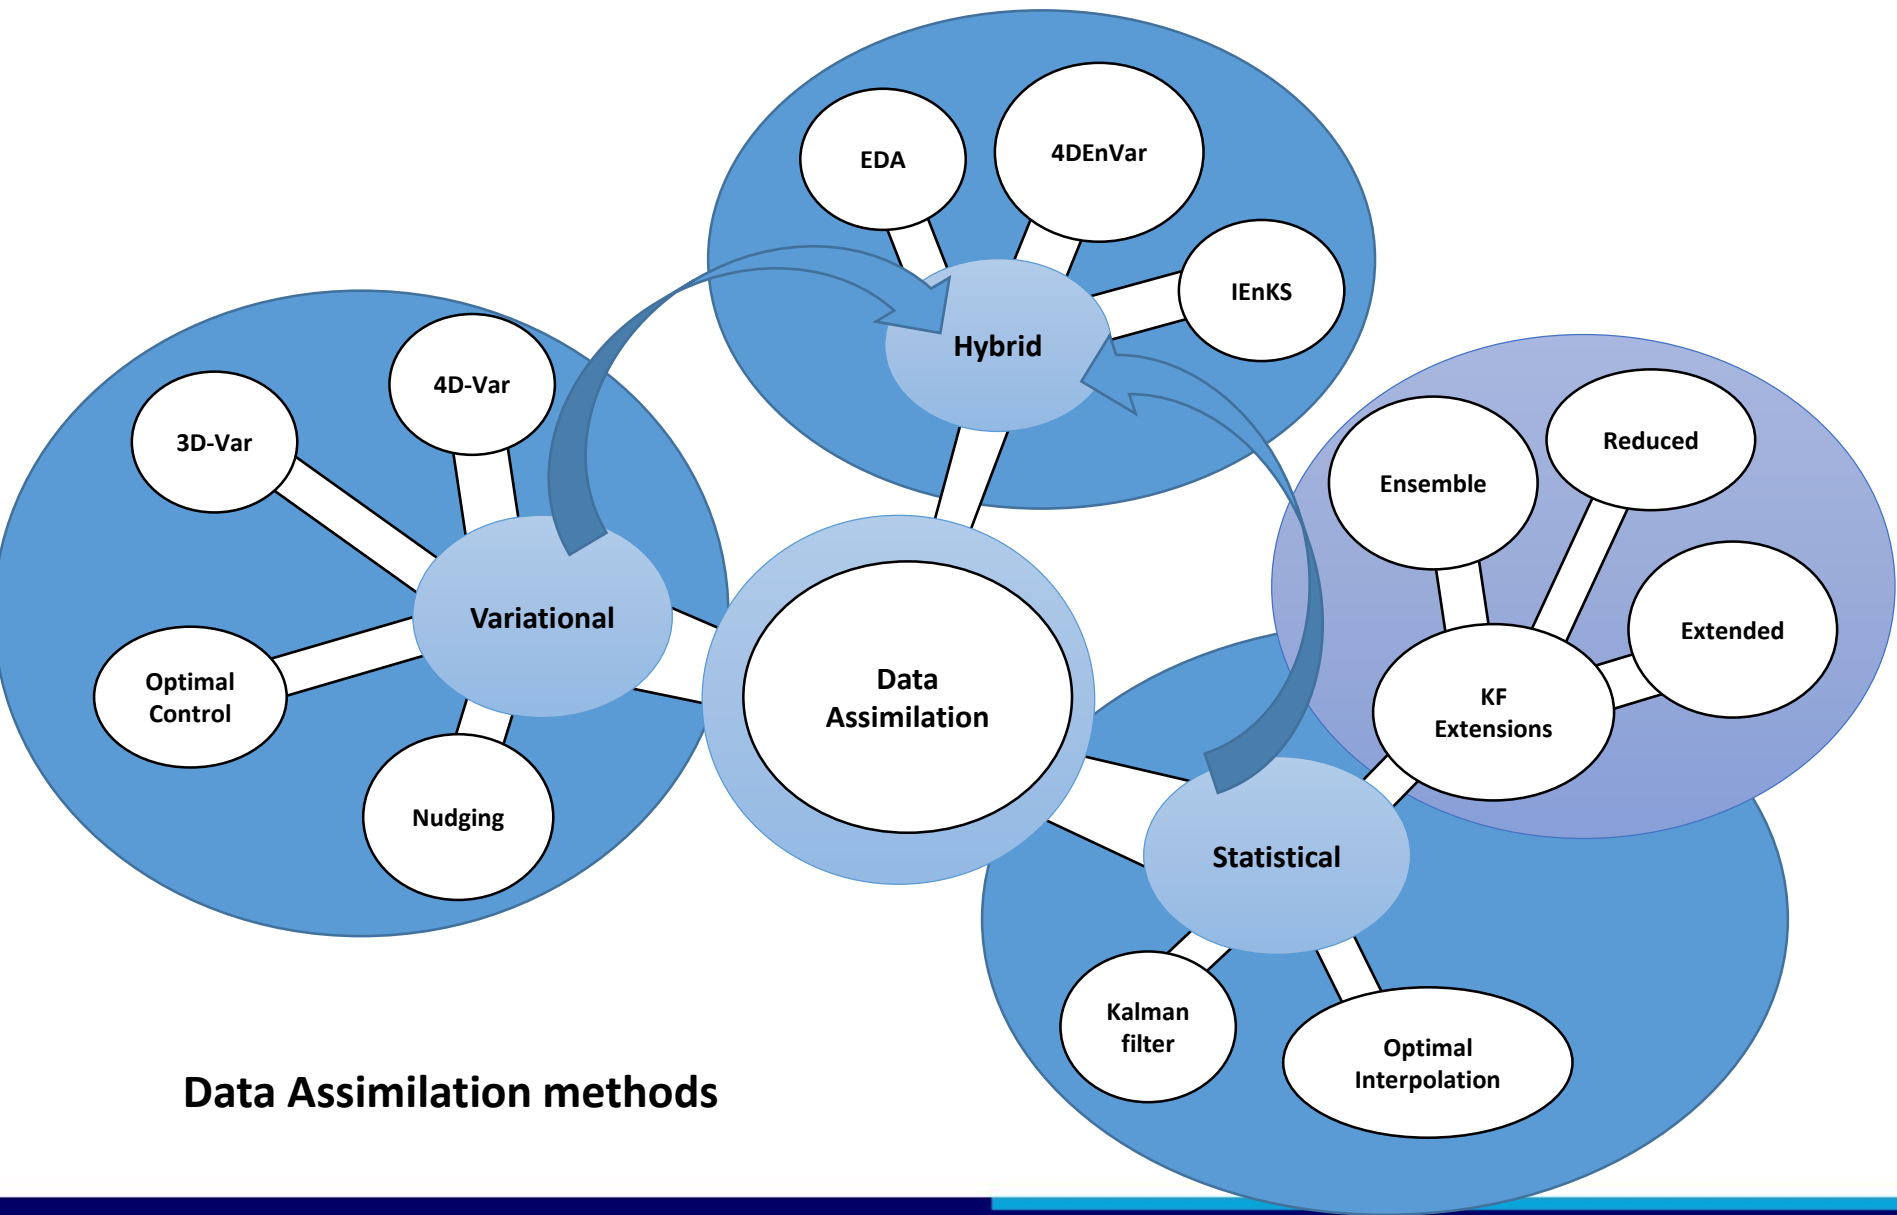 EDA
4DEnVar
IEnKS
Hybrid
4D-Var
3D-Var
Variational
Optimal
Control
Nudging
Data
Assimilation
Ensemble
Reduced
Extended
KF
Extensions
Statistical
Kalman
filter
Optimal
Interpolation
Data Assimilation methods